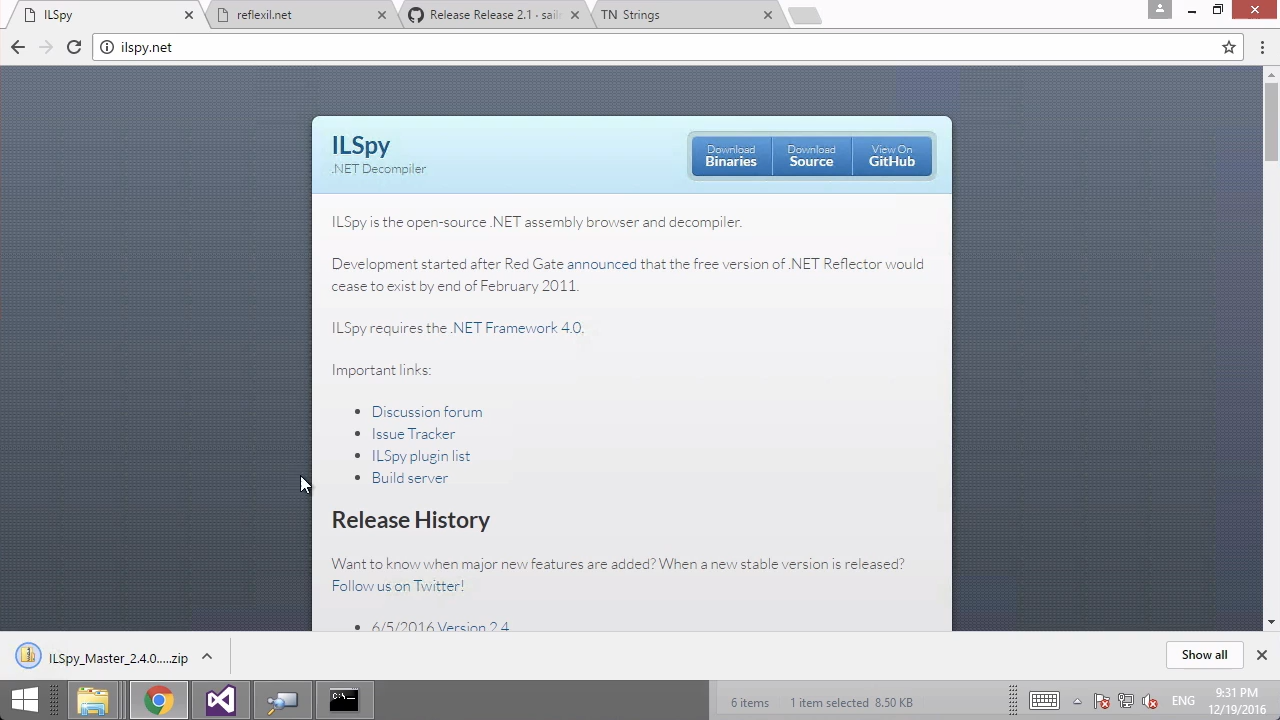 ILSpy
reflexil.net
Release Release 2.1 · sail
TN Strings
ilspy.net
ILSpy
.NET Decompiler
Download
Binaries
Download
Source
View On
GitHub
ILSpy is the open-source .NET assembly browser and decompiler.
Development started after Red Gate announced that the free version of .NET Reflector would
cease to exist by end of February 2011.
ILSpy requires the .NET Framework 4.0.
Important links:
Discussion forum
Issue Tracker
ILSpy plugin list
Build server
Release History
Want to know when major new features are added? When a new stable version is released?
Follow us on Twitter!
6/5/2016 Version 2.4
ILSpy_Master_2.4.0.....zip
Show all
6 items 1 item selected 8.50 KB
ENG
9:31 PM
12/19/2016